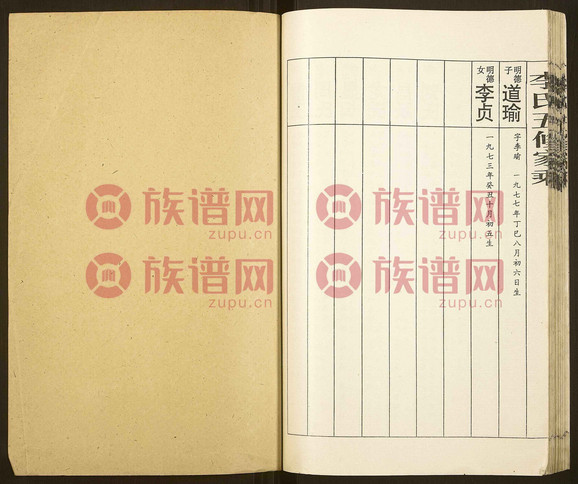 李氏五修家乘
明德子
道瑜
字季瑜 一九七七年丁巳八月初六日生
明德女
李贞
一九七三年癸丑十月初五生
族谱网
zupu.cn
族谱网
zupu.cn
族谱网
zupu.cn
族谱网
zupu.cn